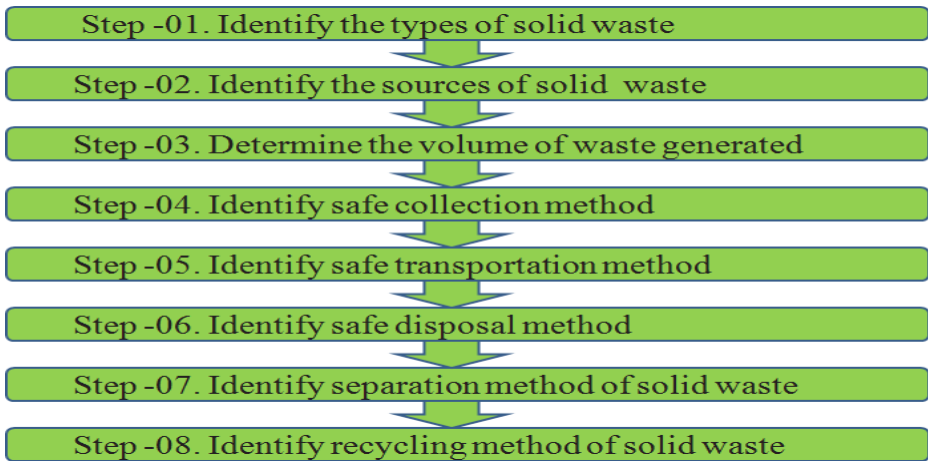 Step -01. Identify the types of solid waste
Step -02. Identify the sources of solid waste
Step -03. Determine the volume of waste generated
Step -04. Identify safe collection method
Step -05. Identify safe transportation method
Step -06. Identify safe disposal method
Step -07. Identify separation method of solid waste
Step -08. Identify recycling method of solid waste